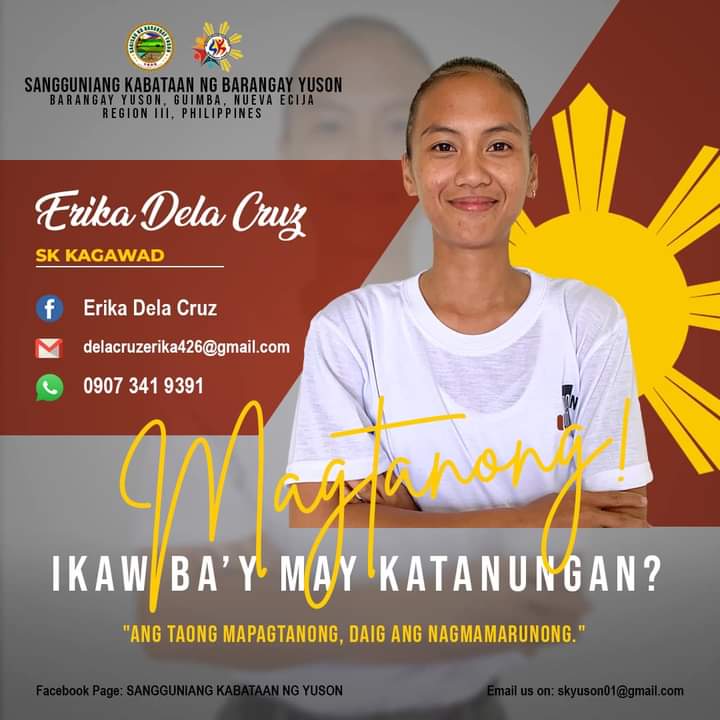 SANGGUNIANG KABATAAN NG BARANGAY YUSON
BARANGAY YUSON, GUIMBA, NUEVA ECIJA
REGION III, PHILIPPINES
Erika Dela Cruz
SK KAGAWAD
Erika Dela Cruz
delacruzerika426@gmail.com
0907 341 9391
Magtanong!
IKAW BA'Y MAY KATANUNGAN?
"ANG TAONG MAPAGTANONG, DAIG ANG NAGMAMARUNONG."
Facebook Page: SANGGUNIANG KABATAAN NG YUSON
Email us on: skyuson01@gmail.com